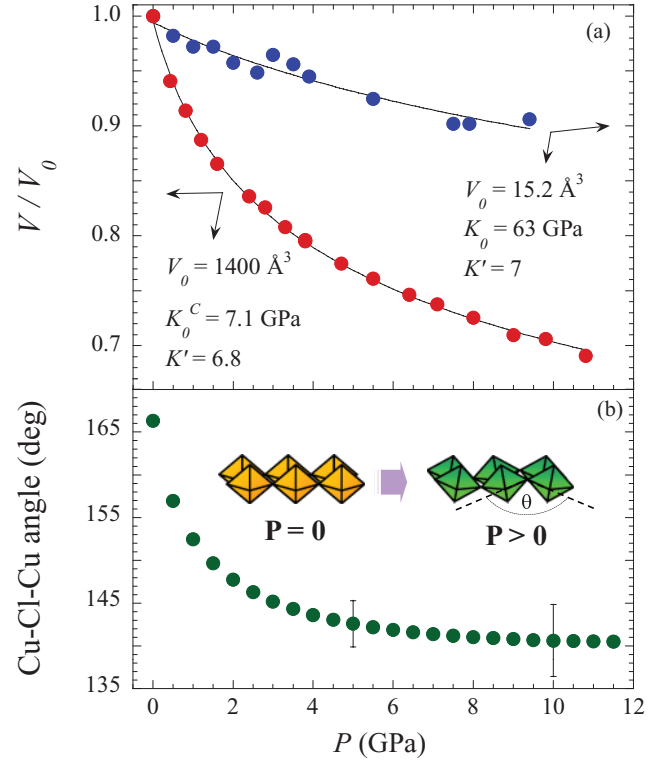 (a)
V / V₀
1.0
0.9
0.8
0.7
V₀ = 15.2 Å³
K₀ = 63 GPa
K' = 7
V₀ = 1400 Å³
K₀ᶜ = 7.1 GPa
K' = 6.8
(b)
Cu-Cl-Cu angle (deg)
165
155
145
135
θ
P = 0
P > 0
0 2 4 6 8 10 12
P (GPa)